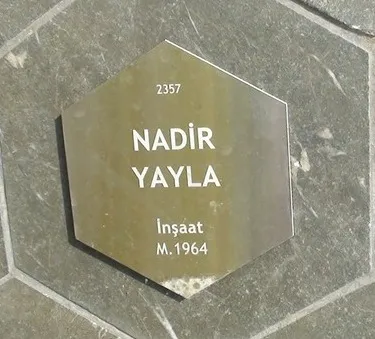 2357
NADİR
YAYLA
İnşaat
M.1964